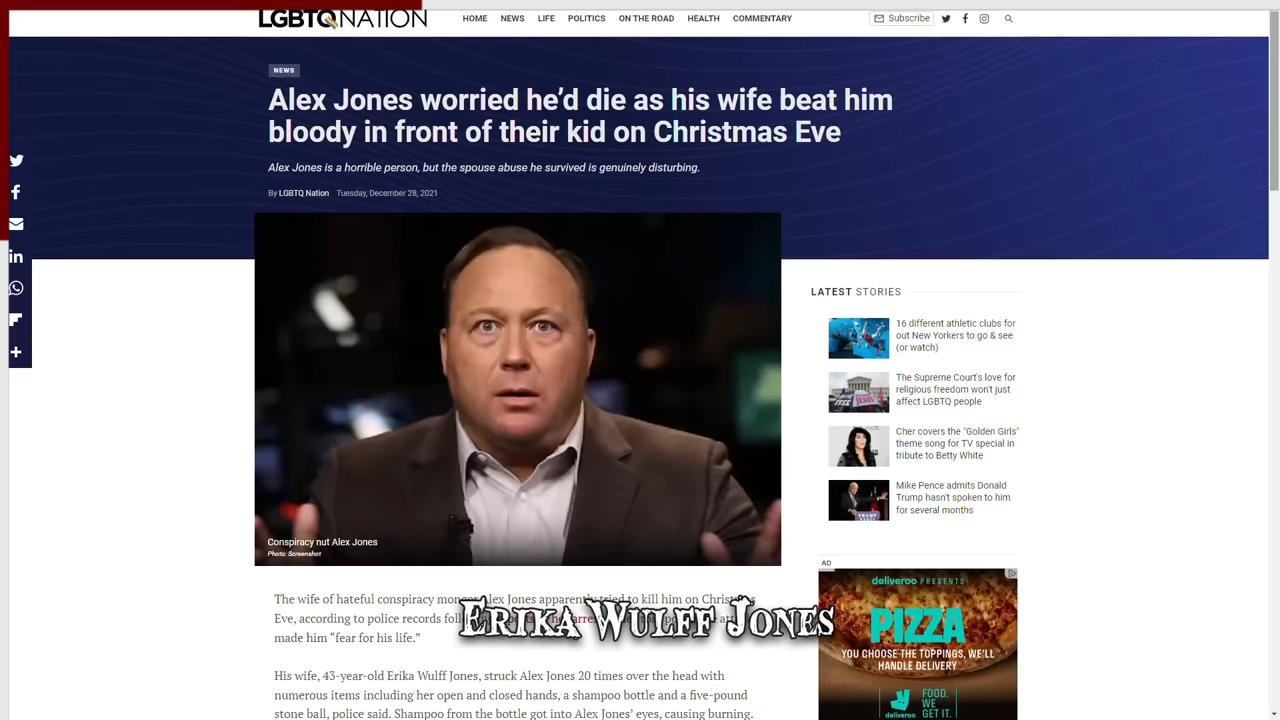 LGBTQNATION
HOME NEWS LIFE POLITICS ON THE ROAD HEALTH COMMENTARY
Subscribe
NEWS
Alex Jones worried he’d die as his wife beat him
bloody in front of their kid on Christmas Eve
Alex Jones is a horrible person, but the spouse abuse he survived is genuinely disturbing.
By LGBTQ Nation Tuesday, December 28, 2021
Conspiracy nut Alex Jones
Photo: Screenshot
LATEST STORIES
16 different athletic clubs for
out New Yorkers to go & see
(or watch)
The Supreme Court's love for
religious freedom won't just
affect LGBTQ people
Cher covers the "Golden Girls"
theme song for TV special in
tribute to Betty White
Mike Pence admits Donald
Trump hasn't spoken to him
for several months
AD
deliveroo PRESENTS
PIZZA
YOU CHOOSE THE TOPPINGS, WE'LL
HANDLE DELIVERY
deliveroo
FOOD.
WE
GET IT.
The wife of hateful conspiracy monger Alex Jones apparently tried to kill him on Christmas
Eve, according to police records
made him “fear for his life.”
ERIKA WULFF JONES
His wife, 43-year-old Erika Wulff Jones, struck Alex Jones 20 times over the head with
numerous items including her open and closed hands, a shampoo bottle and a five-pound
stone ball, police said. Shampoo from the bottle got into Alex Jones’ eyes, causing burning.